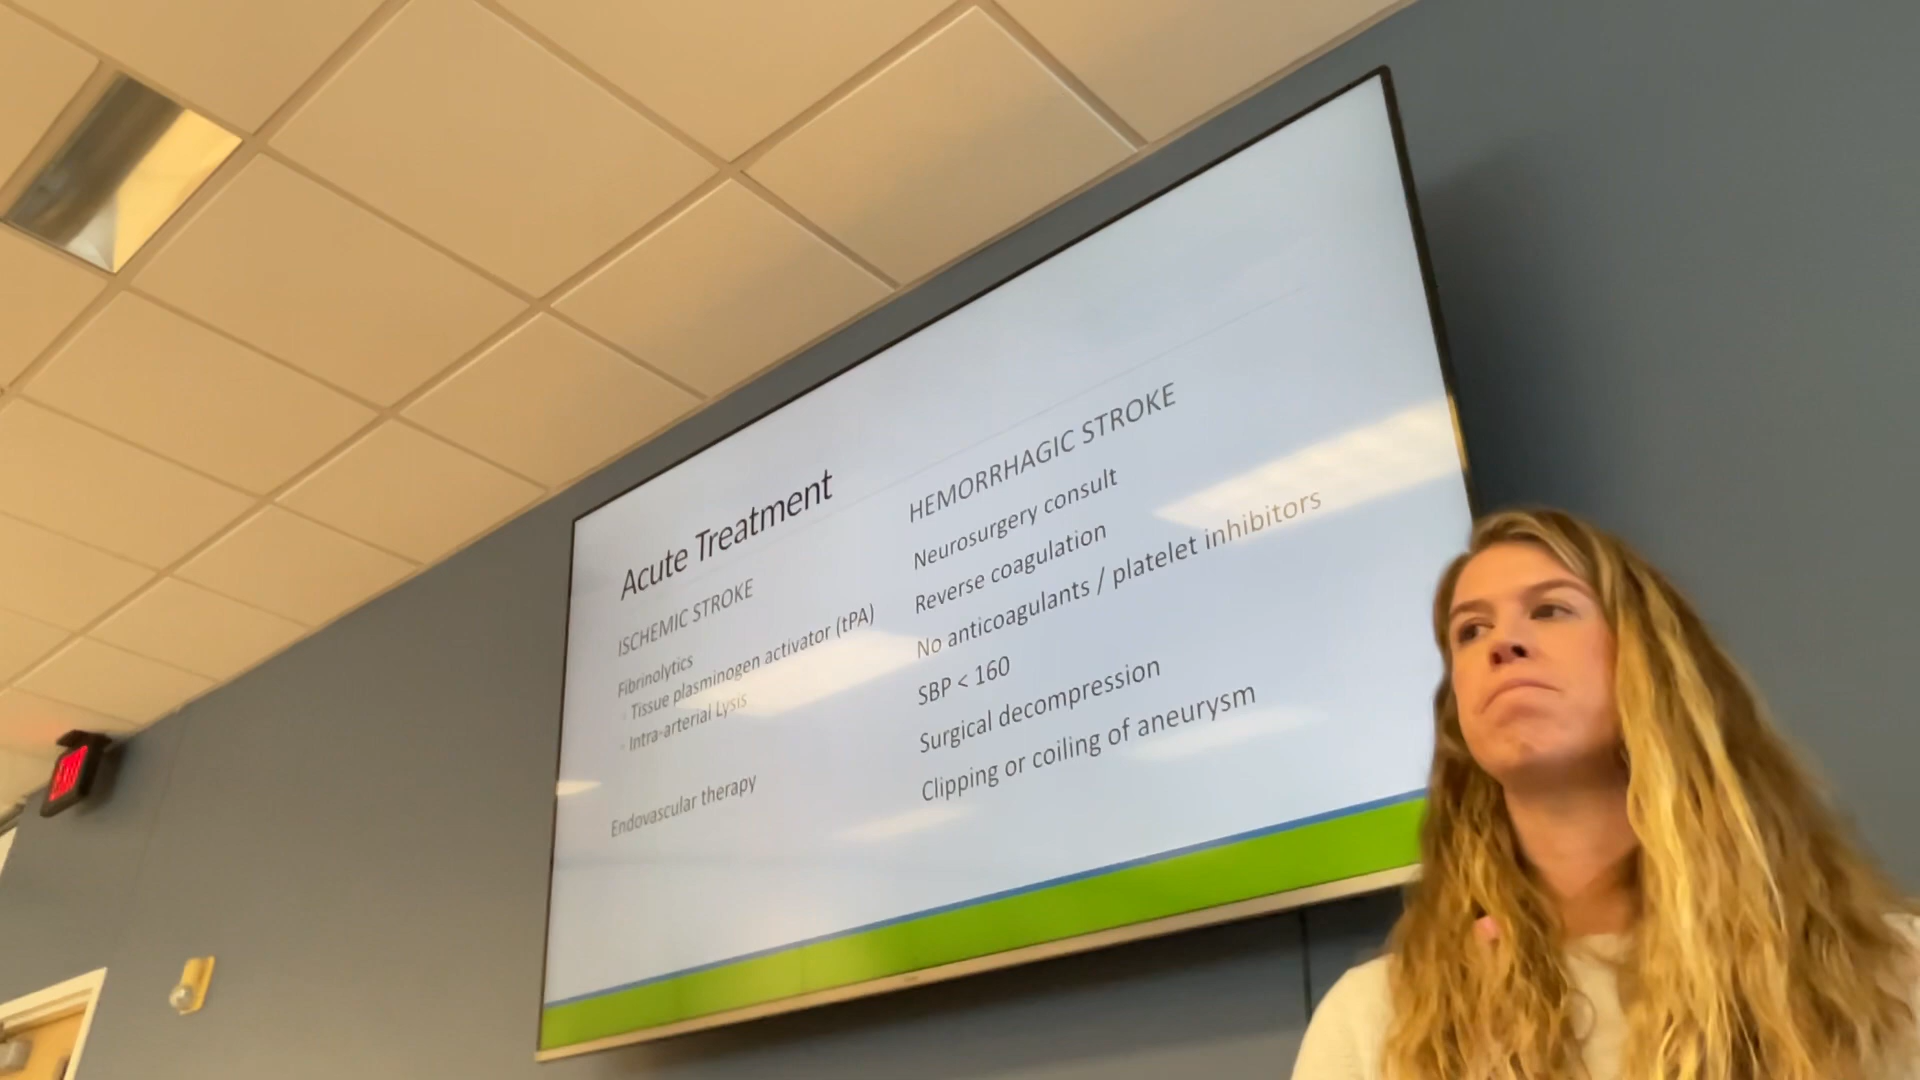 Acute Treatment
ISCHEMIC STROKE
Fibrinolytics
Tissue plasminogen activator (tPA)
Intra-arterial Lysis
Endovascular therapy
HEMORRHAGIC STROKE
Neurosurgery consult
Reverse coagulation
No anticoagulants / platelet inhibitors
SBP < 160
Surgical decompression
Clipping or coiling of aneurysm
EXIT